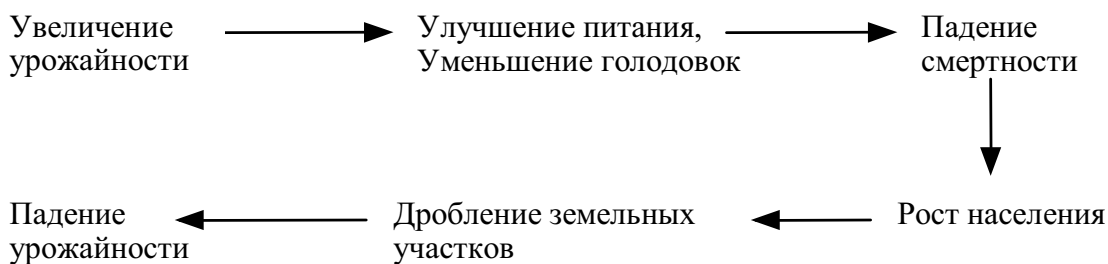 Увеличение
урожайности
Улучшение питания,
Уменьшение голодовок
Падение
смертности
Рост населения
Дробление земельных
участков
Падение
урожайности